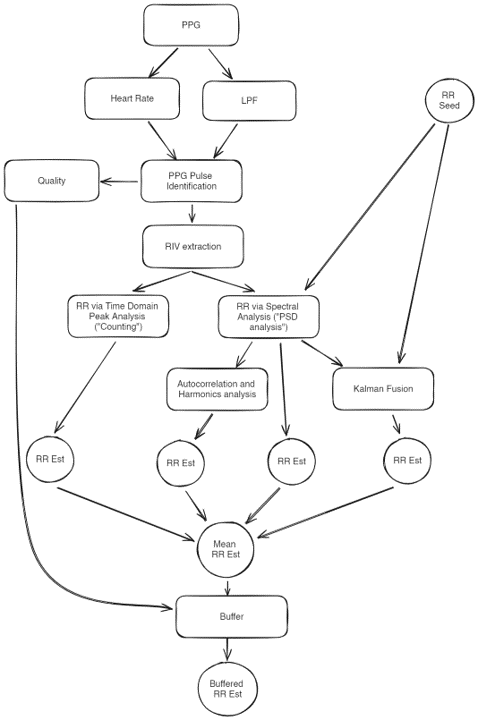 PPG
Heart Rate
LPF
RR
Seed
Quality
PPG Pulse
Identification
RIV extraction
RR via Time Domain
Peak Analysis
("Counting")
RR via Spectral
Analysis ("PSD
analysis")
Autocorrelation and
Harmonics analysis
Kalman Fusion
RR Est
RR Est
RR Est
RR Est
Mean
RR Est
Buffer
Buffered
RR Est